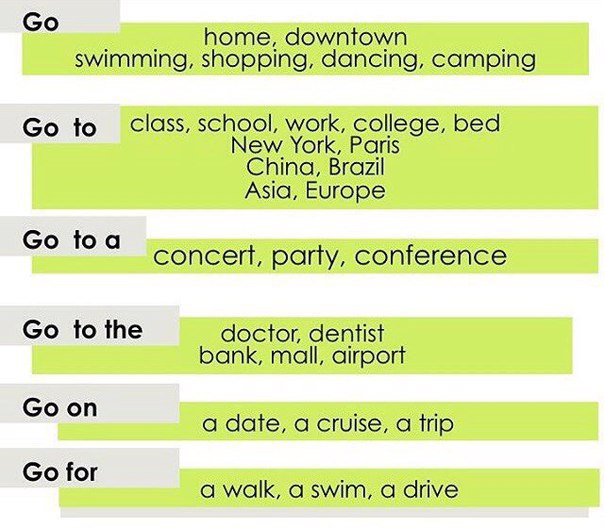 Go
home, downtown
swimming, shopping, dancing, camping
Go to
class, school, work, college, bed
New York, Paris
China, Brazil
Asia, Europe
Go to a
concert, party, conference
Go to the
doctor, dentist
bank, mall, airport
Go on
a date, a cruise, a trip
Go for
a walk, a swim, a drive